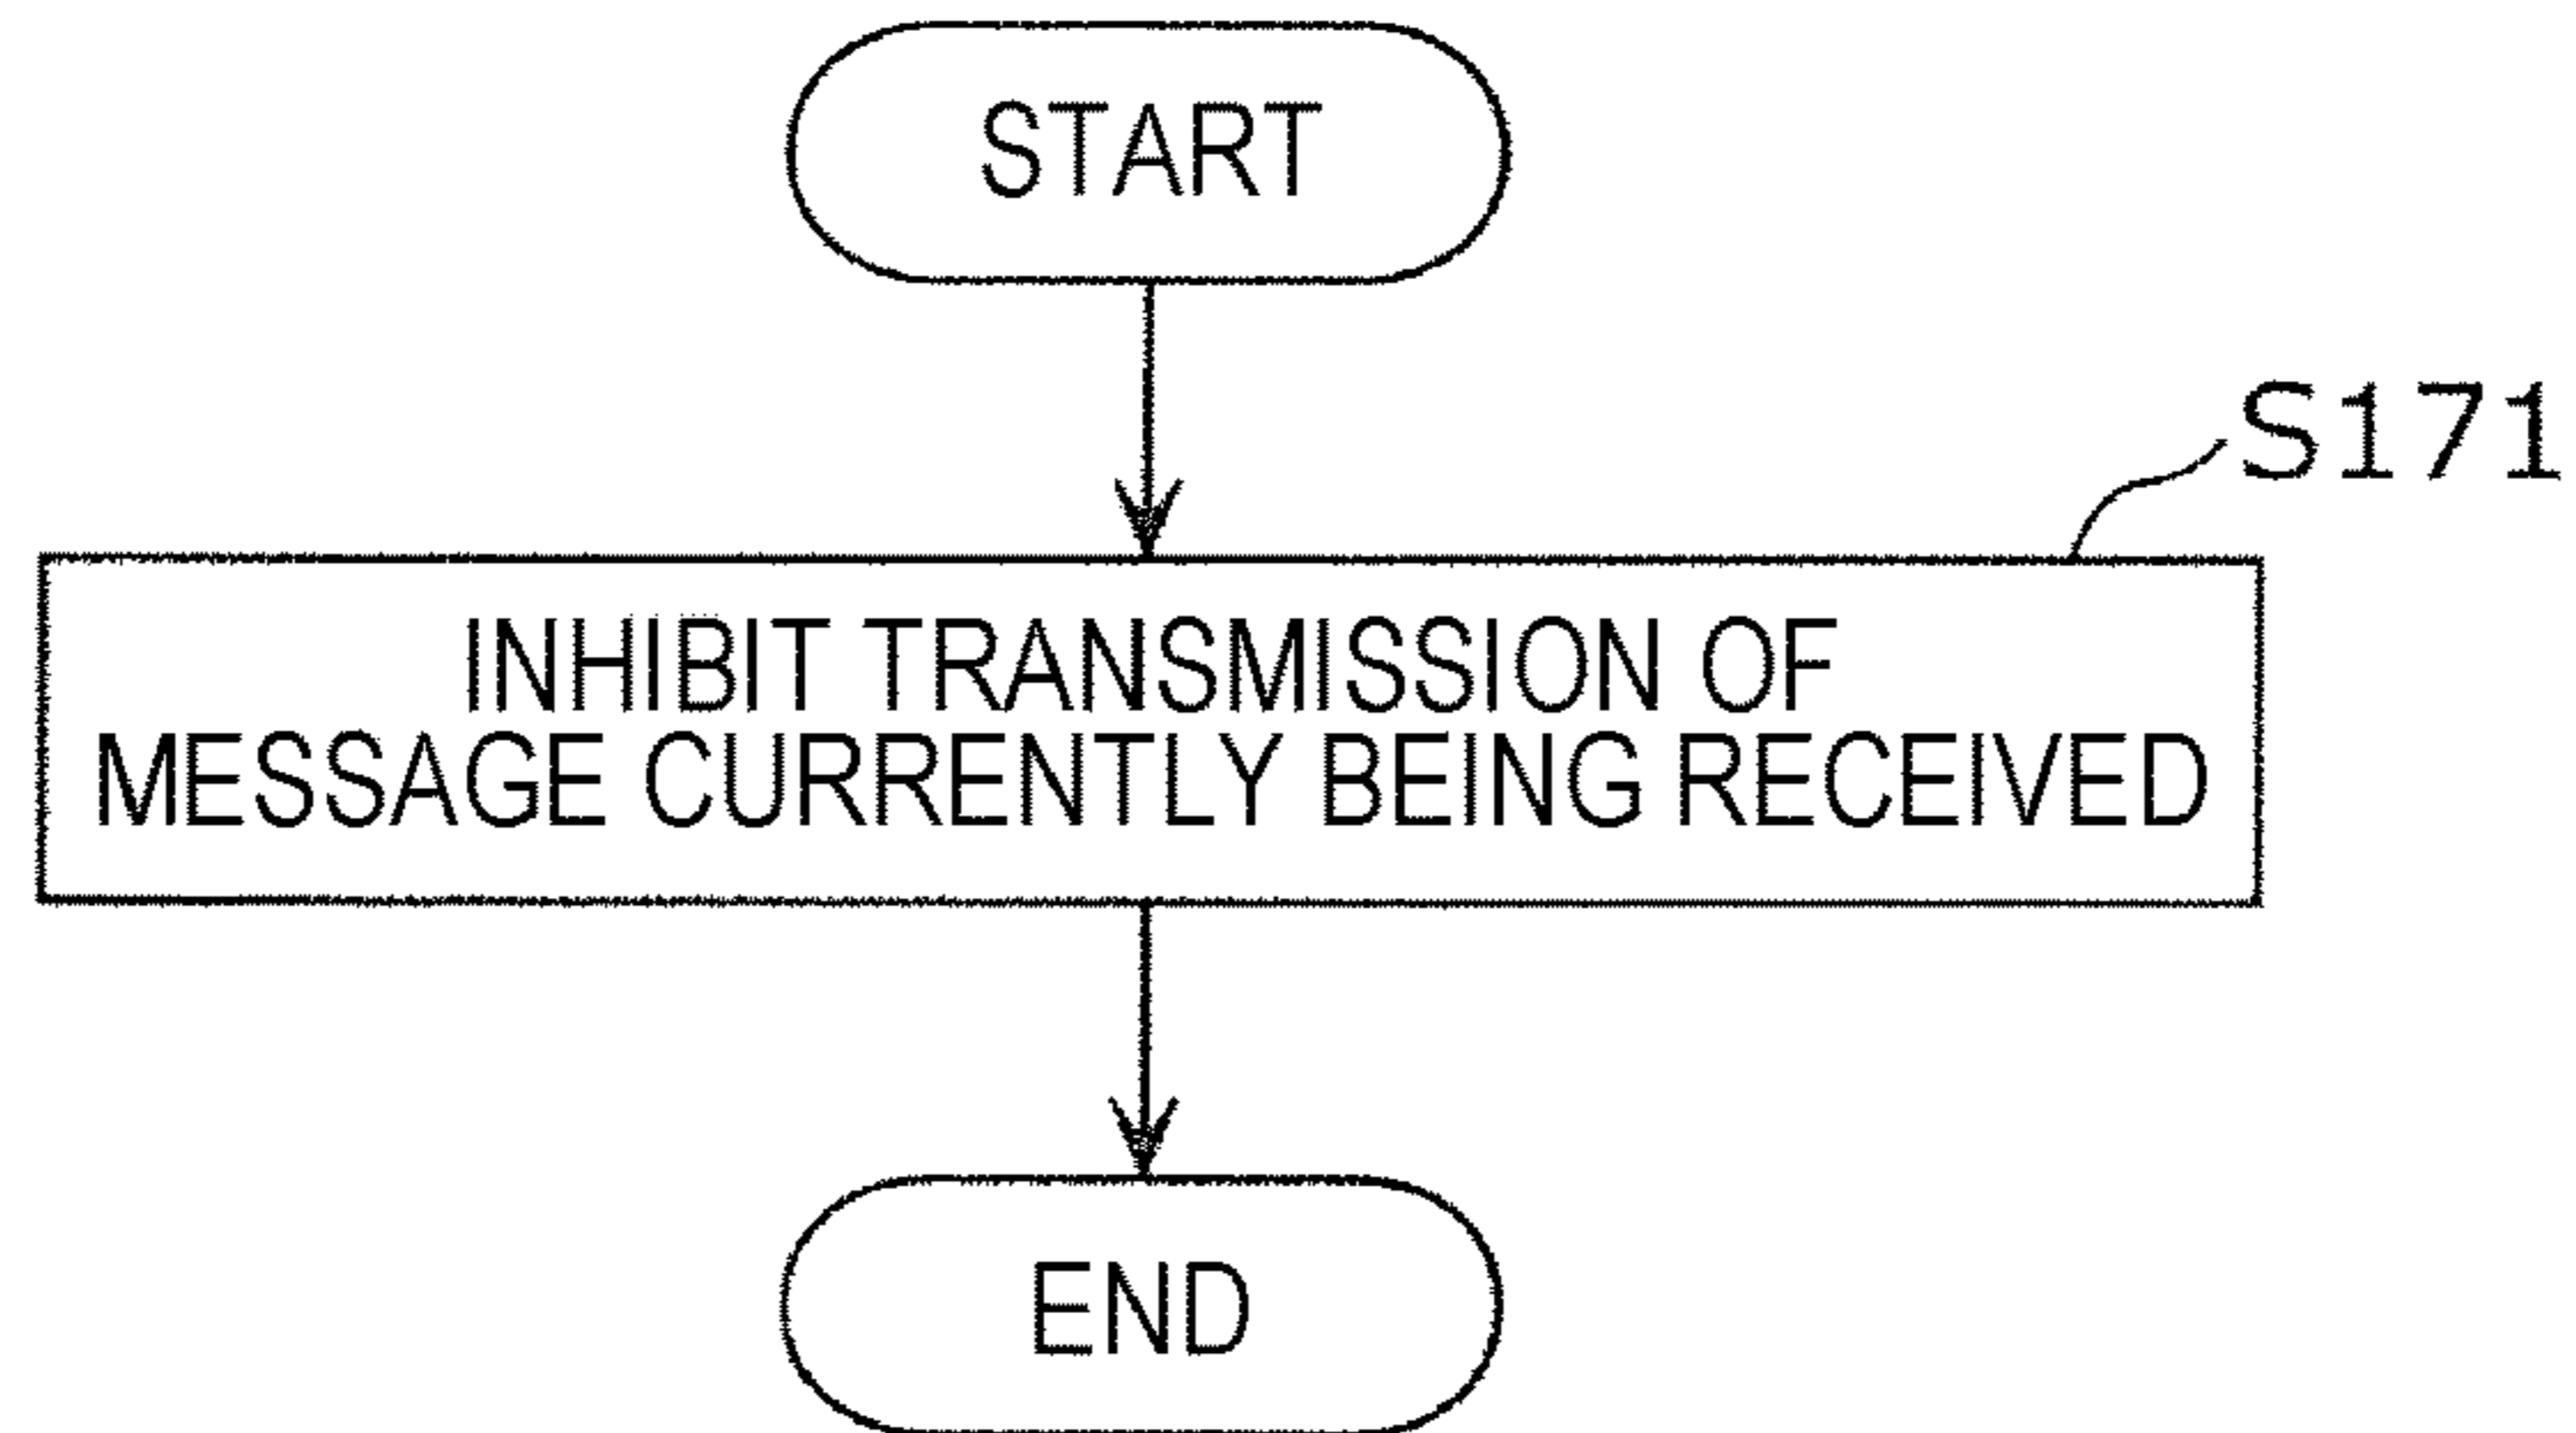 START
S171
INHIBIT TRANSMISSION OF
MESSAGE CURRENTLY BEING RECEIVED
END